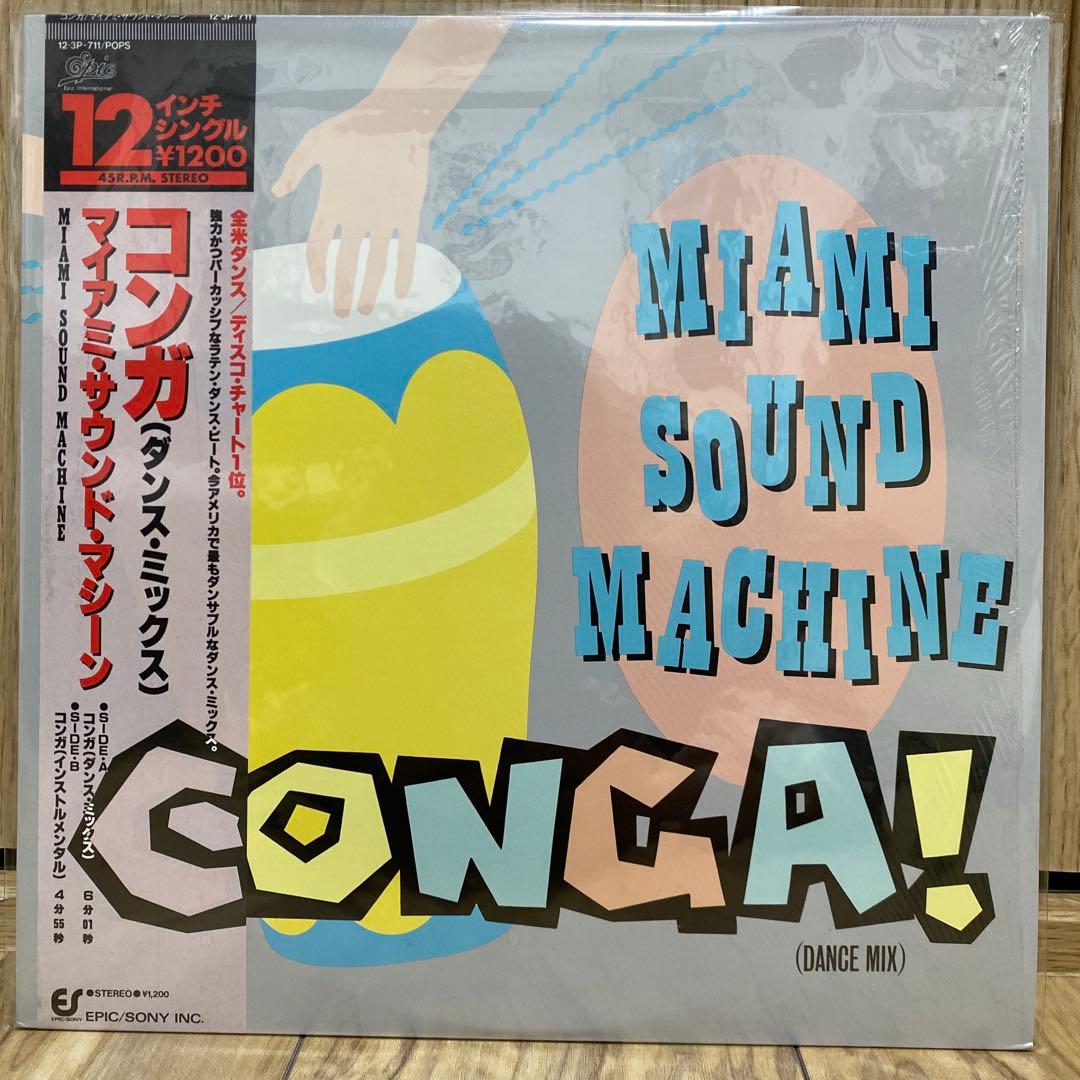 コンガ/マイアミ・サウンド・マシーン 12・3P-711
12・3P-711/POPS
Epic
Epic International
12インチ
シングル
¥1200
45R.P.M. STEREO
全米ダンス/ディスコ・チャート1位。
強力かつパーカッシブなラテン・ダンス・ビート。今アメリカで最もダンサブルなダンス・ミックス。
コンガ(ダンス・ミックス)
マイアミ・サウンド・マシーン
MIAMI SOUND MACHINE
●SIDE・A
コンガ(ダンス・ミックス) 6分01秒
●SIDE・B
コンガ(インストルメンタル) 4分55秒
ES
EPIC/SONY
●STEREO●¥1,200
EPIC/SONY INC.
MIAMI
SOUND
MACHINE
CONGA!
(DANCE MIX)